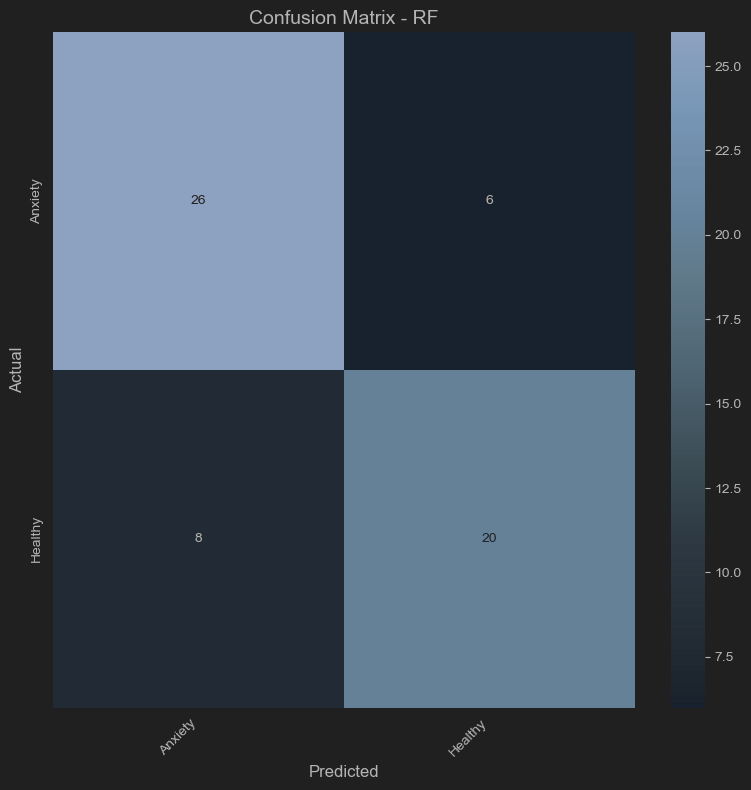 Confusion Matrix - RF
Anxiety
26
6
Healthy
8
20
Actual
Anxiety
Healthy
Predicted
25.0
22.5
20.0
17.5
15.0
12.5
10.0
7.5